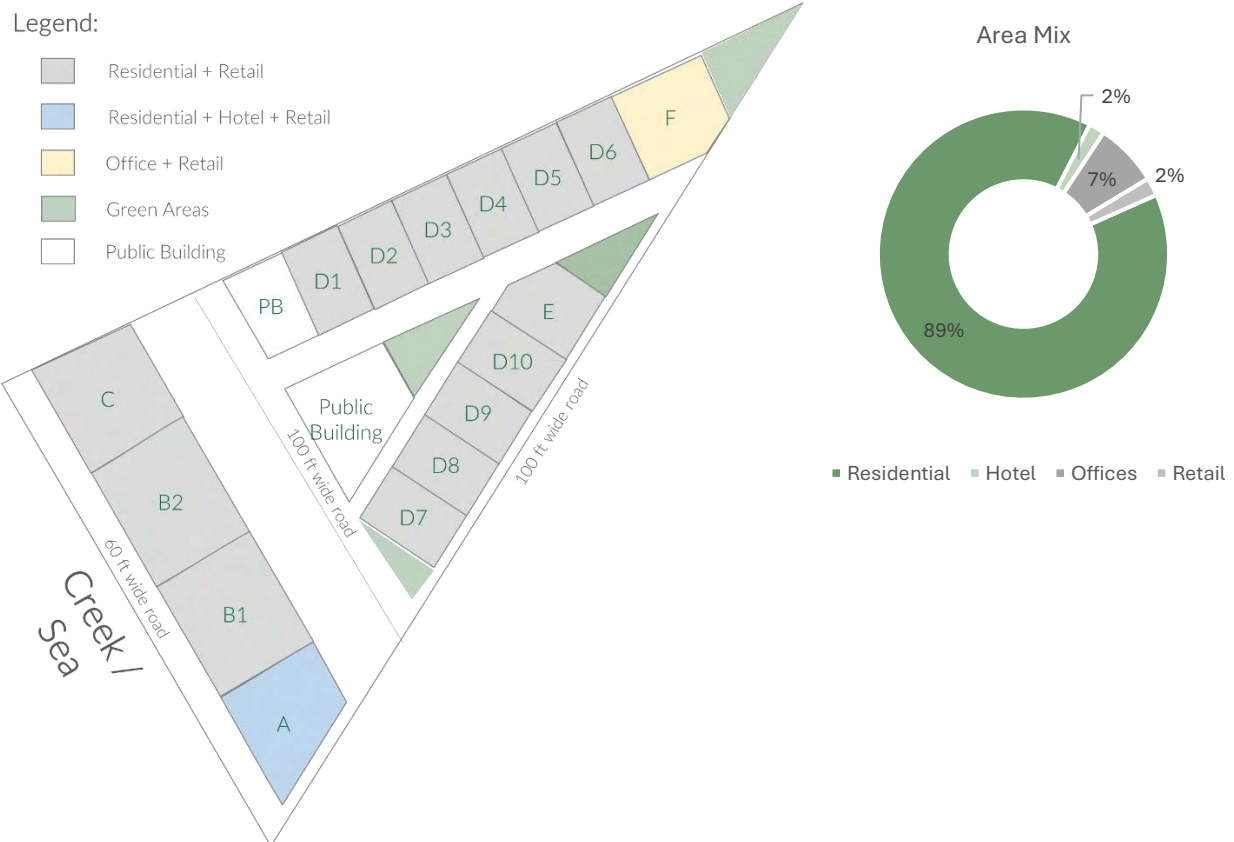 Legend:
Residential + Retail
Residential + Hotel + Retail
Office + Retail
Green Areas
Public Building
PB
D1
D2
D3
D4
D5
D6
F
C
B2
B1
A
Public
Building
E
D10
D9
D8
D7
100 ft wide road
100 ft wide road
60 ft wide road
Creek /
Sea
Area Mix
2%
7%
2%
89%
Residential
Hotel
Offices
Retail